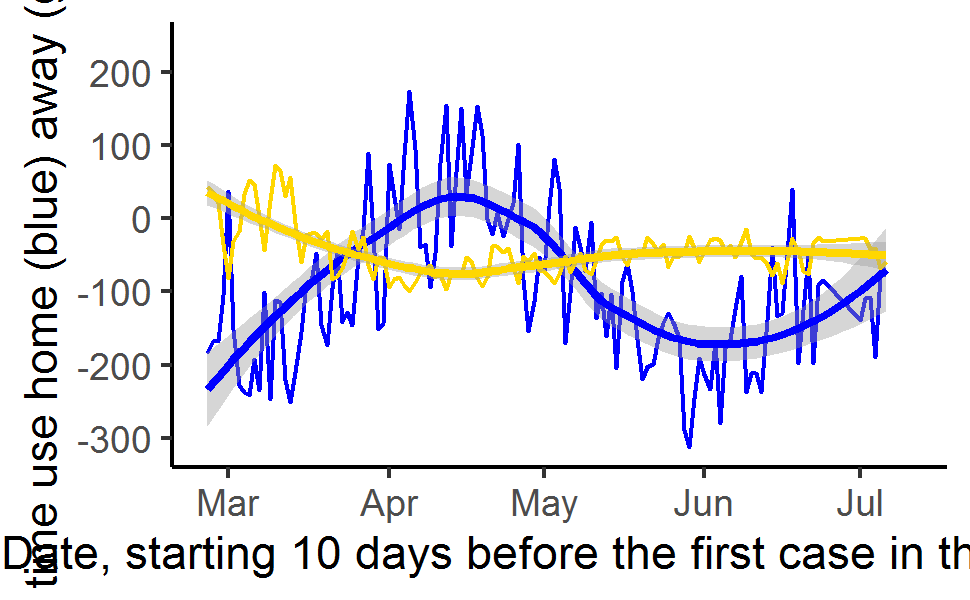 time use home (blue) away (
200
100
0
-100
-200
-300
Mar Apr May Jun Jul
Date, starting 10 days before the first case in th